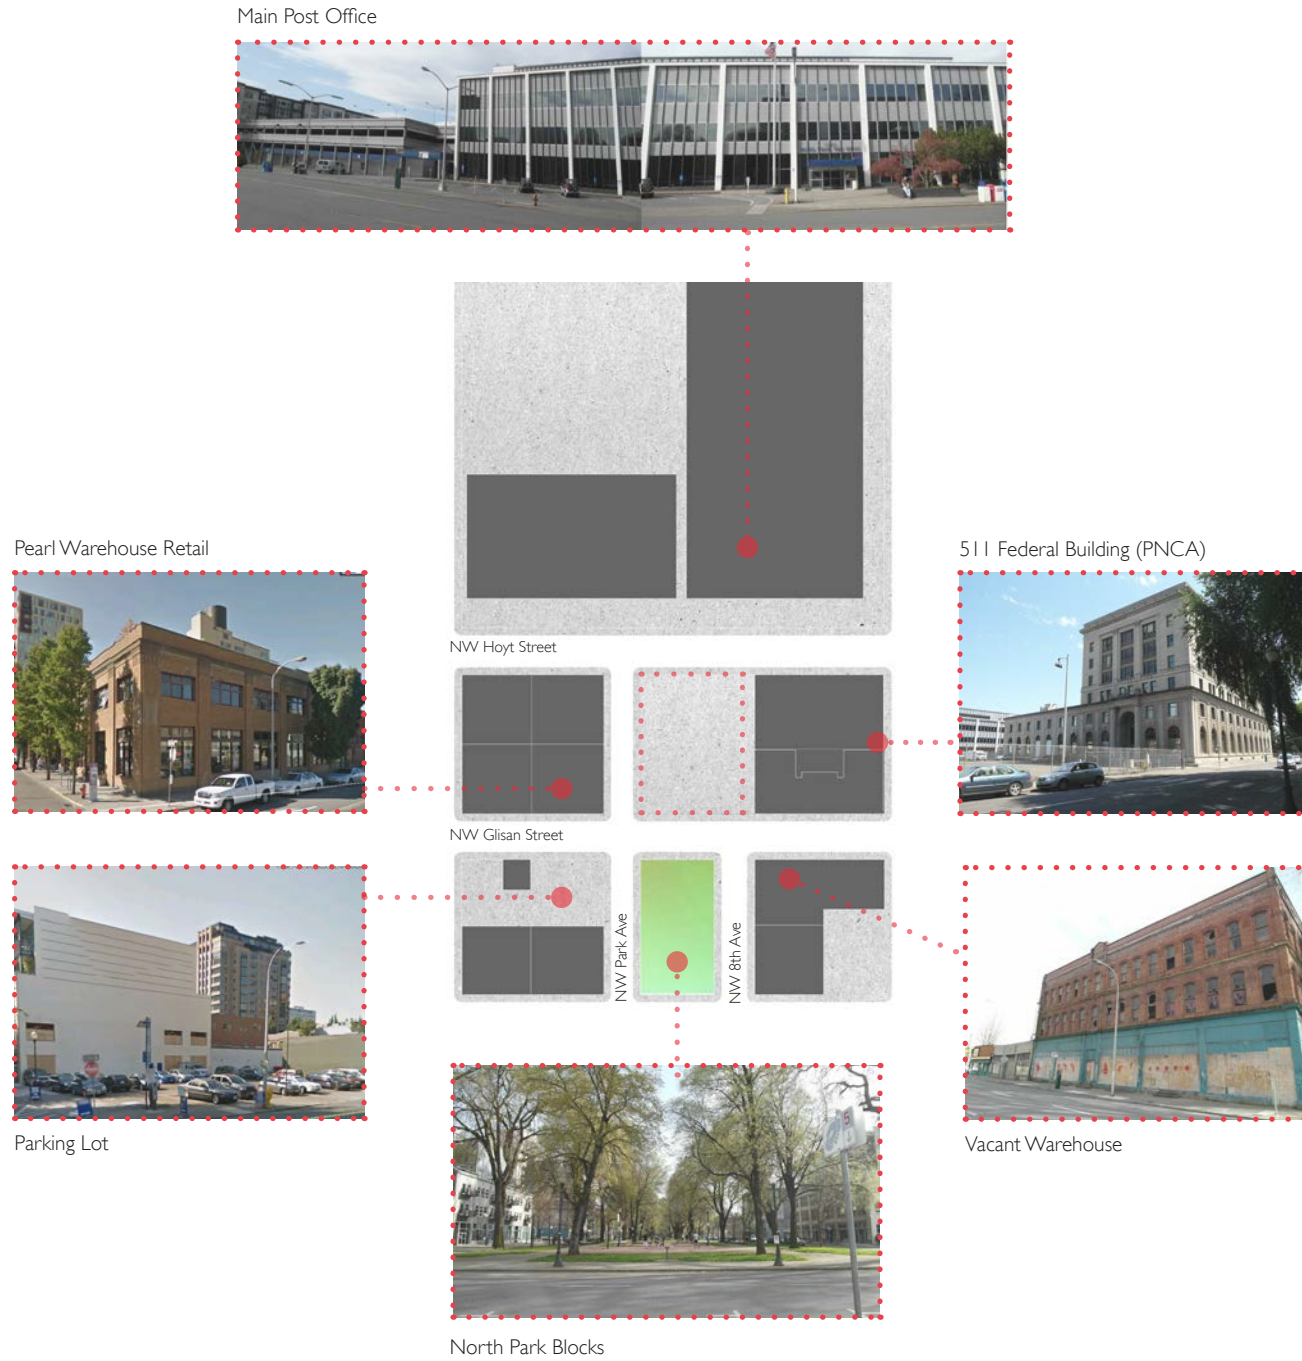 Main Post Office
Pearl Warehouse Retail
511 Federal Building (PNCA)
NW Hoyt Street
NW Glisan Street
NW Park Ave
NW 8th Ave
Parking Lot
Vacant Warehouse
North Park Blocks